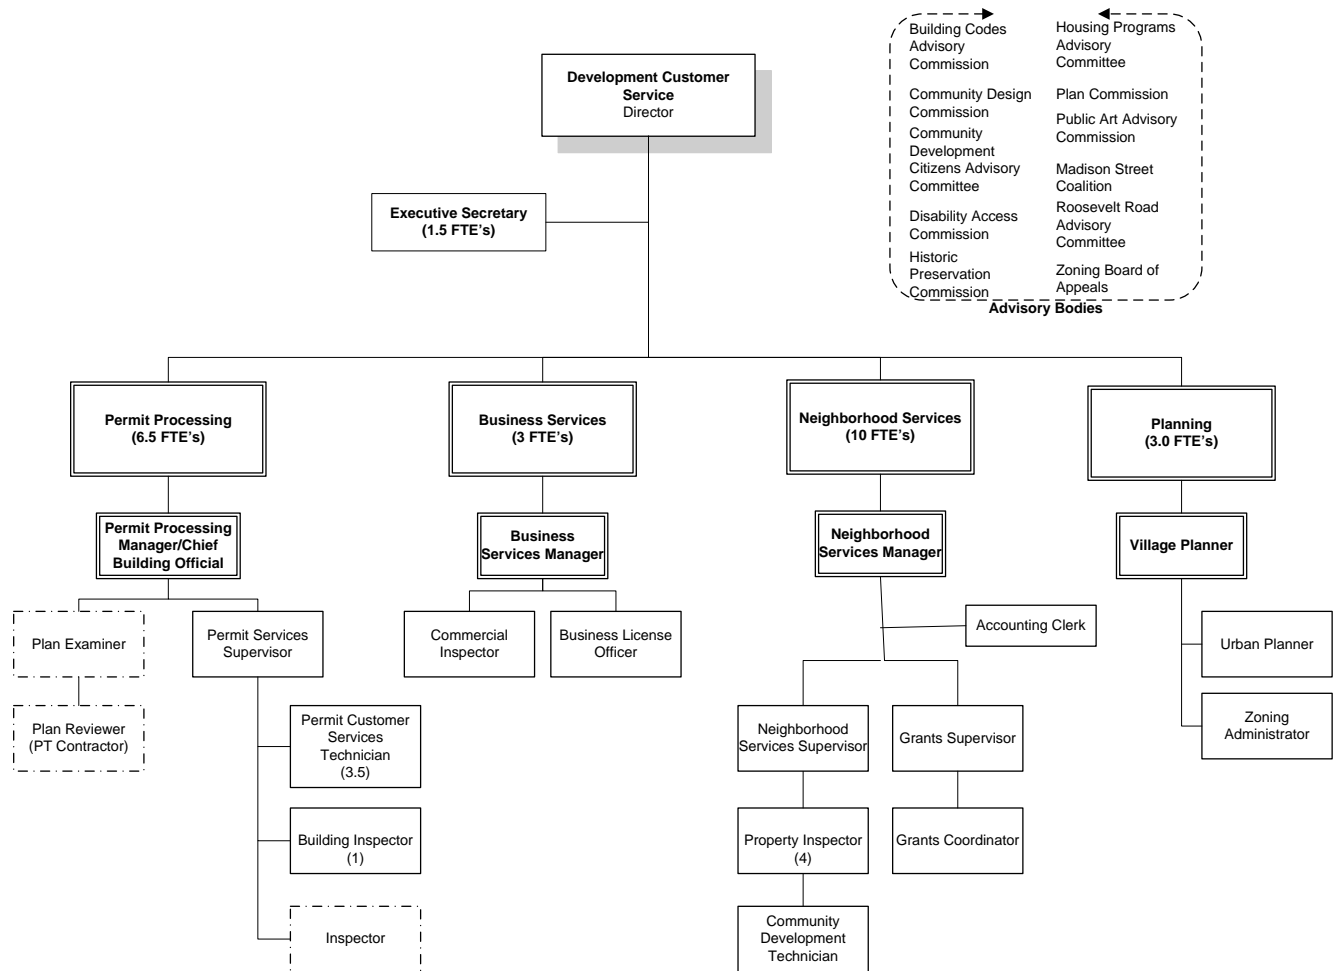 Development Customer
Service
Director
Executive Secretary
(1.5 FTE's)
Building Codes
Advisory
Commission
Community Design
Commission
Community
Development
Citizens Advisory
Committee
Disability Access
Commission
Historic
Preservation
Commission
Housing Programs
Advisory
Committee
Plan Commission
Public Art Advisory
Commission
Madison Street
Coalition
Roosevelt Road
Advisory
Committee
Zoning Board of
Appeals
Advisory Bodies
Permit Processing
(6.5 FTE's)
Business Services
(3 FTE's)
Neighborhood Services
(10 FTE's)
Planning
(3.0 FTE's)
Permit Processing
Manager/Chief
Building Official
Business
Services Manager
Neighborhood
Services Manager
Village Planner
Plan Examiner
Permit Services
Supervisor
Commercial
Inspector
Business License
Officer
Accounting Clerk
Urban Planner
Plan Reviewer
(PT Contractor)
Permit Customer
Services
Technician
(3.5)
Neighborhood
Services Supervisor
Grants Supervisor
Zoning
Administrator
Building Inspector
(1)
Property Inspector
(4)
Grants Coordinator
Inspector
Community
Development
Technician